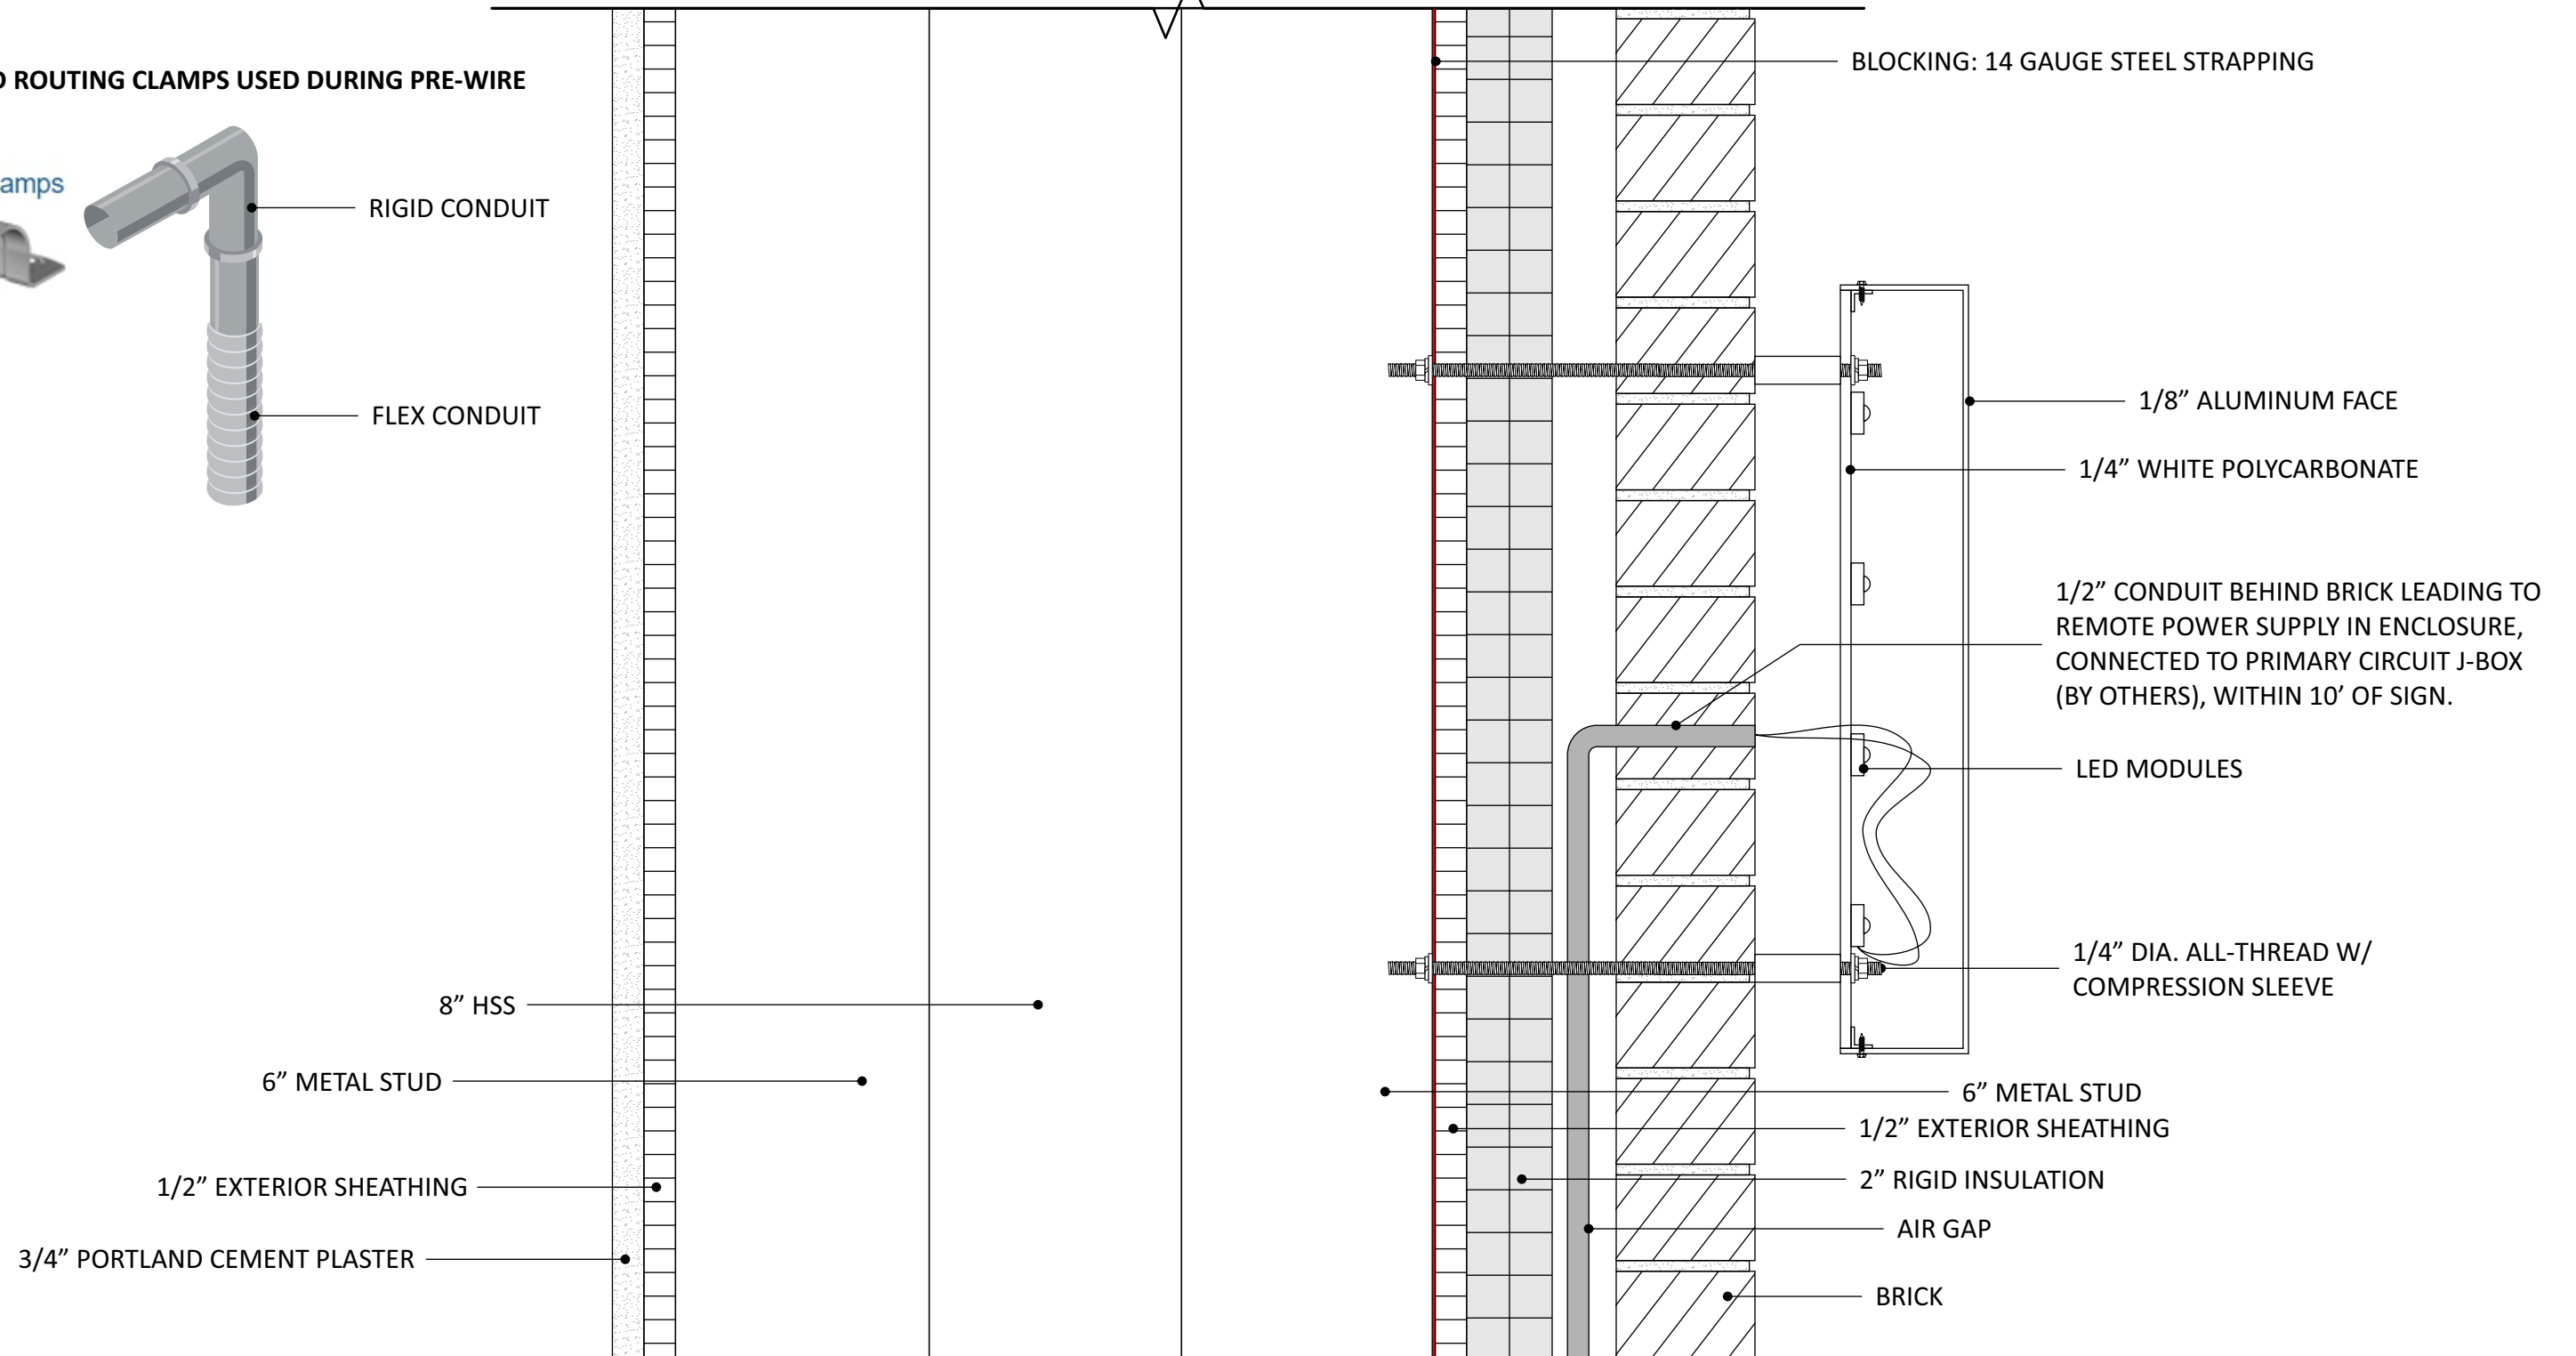 ROUTING CLAMPS USED DURING PRE-WIRE
RIGID CONDUIT
FLEX CONDUIT
8” HSS
6” METAL STUD
1/2” EXTERIOR SHEATHING
3/4” PORTLAND CEMENT PLASTER
BLOCKING: 14 GAUGE STEEL STRAPPING
1/8” ALUMINUM FACE
1/4” WHITE POLYCARBONATE
1/2” CONDUIT BEHIND BRICK LEADING TO
REMOTE POWER SUPPLY IN ENCLOSURE,
CONNECTED TO PRIMARY CIRCUIT J-BOX
(BY OTHERS), WITHIN 10’ OF SIGN.
LED MODULES
1/4” DIA. ALL-THREAD W/
COMPRESSION SLEEVE
6” METAL STUD
1/2” EXTERIOR SHEATHING
2” RIGID INSULATION
AIR GAP
BRICK